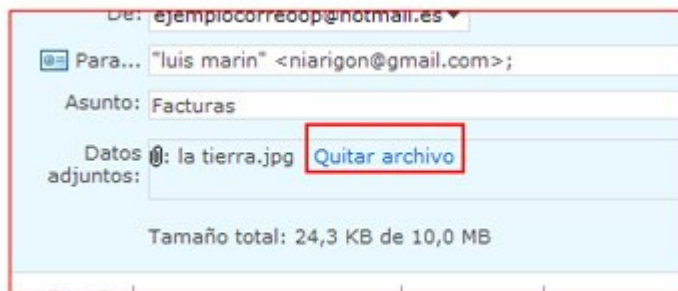 De: ejemplocorreoop@hotmail.es
Para... "luis marin" <niarigon@gmail.com>;
Asunto: Facturas
Datos adjuntos: : la tierra.jpg Quitar archivo
Tamaño total: 24,3 KB de 10,0 MB